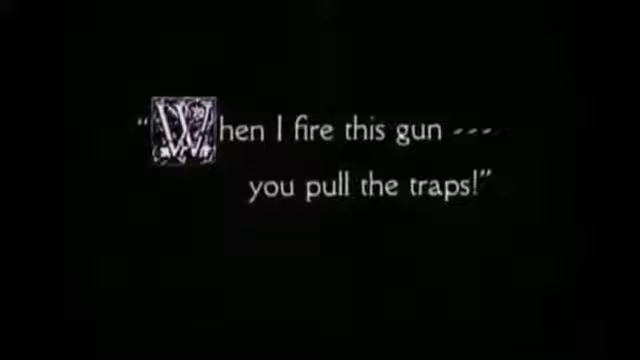 “When I fire this gun ---
you pull the traps!”